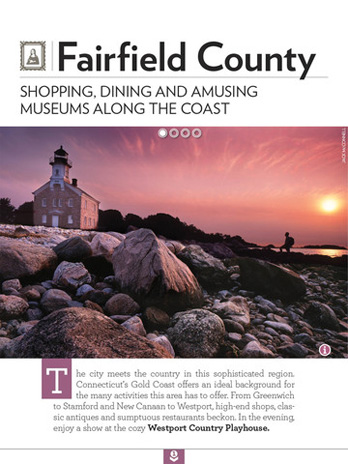 Fairfield County
SHOPPING, DINING AND AMUSING
MUSEUMS ALONG THE COAST
JACK McCONNELL
i
The city meets the country in this sophisticated region.
Connecticut's Gold Coast offers an ideal background for
the many activities this area has to offer. From Greenwich
to Stamford and New Canaan to Westport, high-end shops, clas-
sic antiques and sumptuous restaurants beckon. In the evening,
enjoy a show at the cozy Westport Country Playhouse.